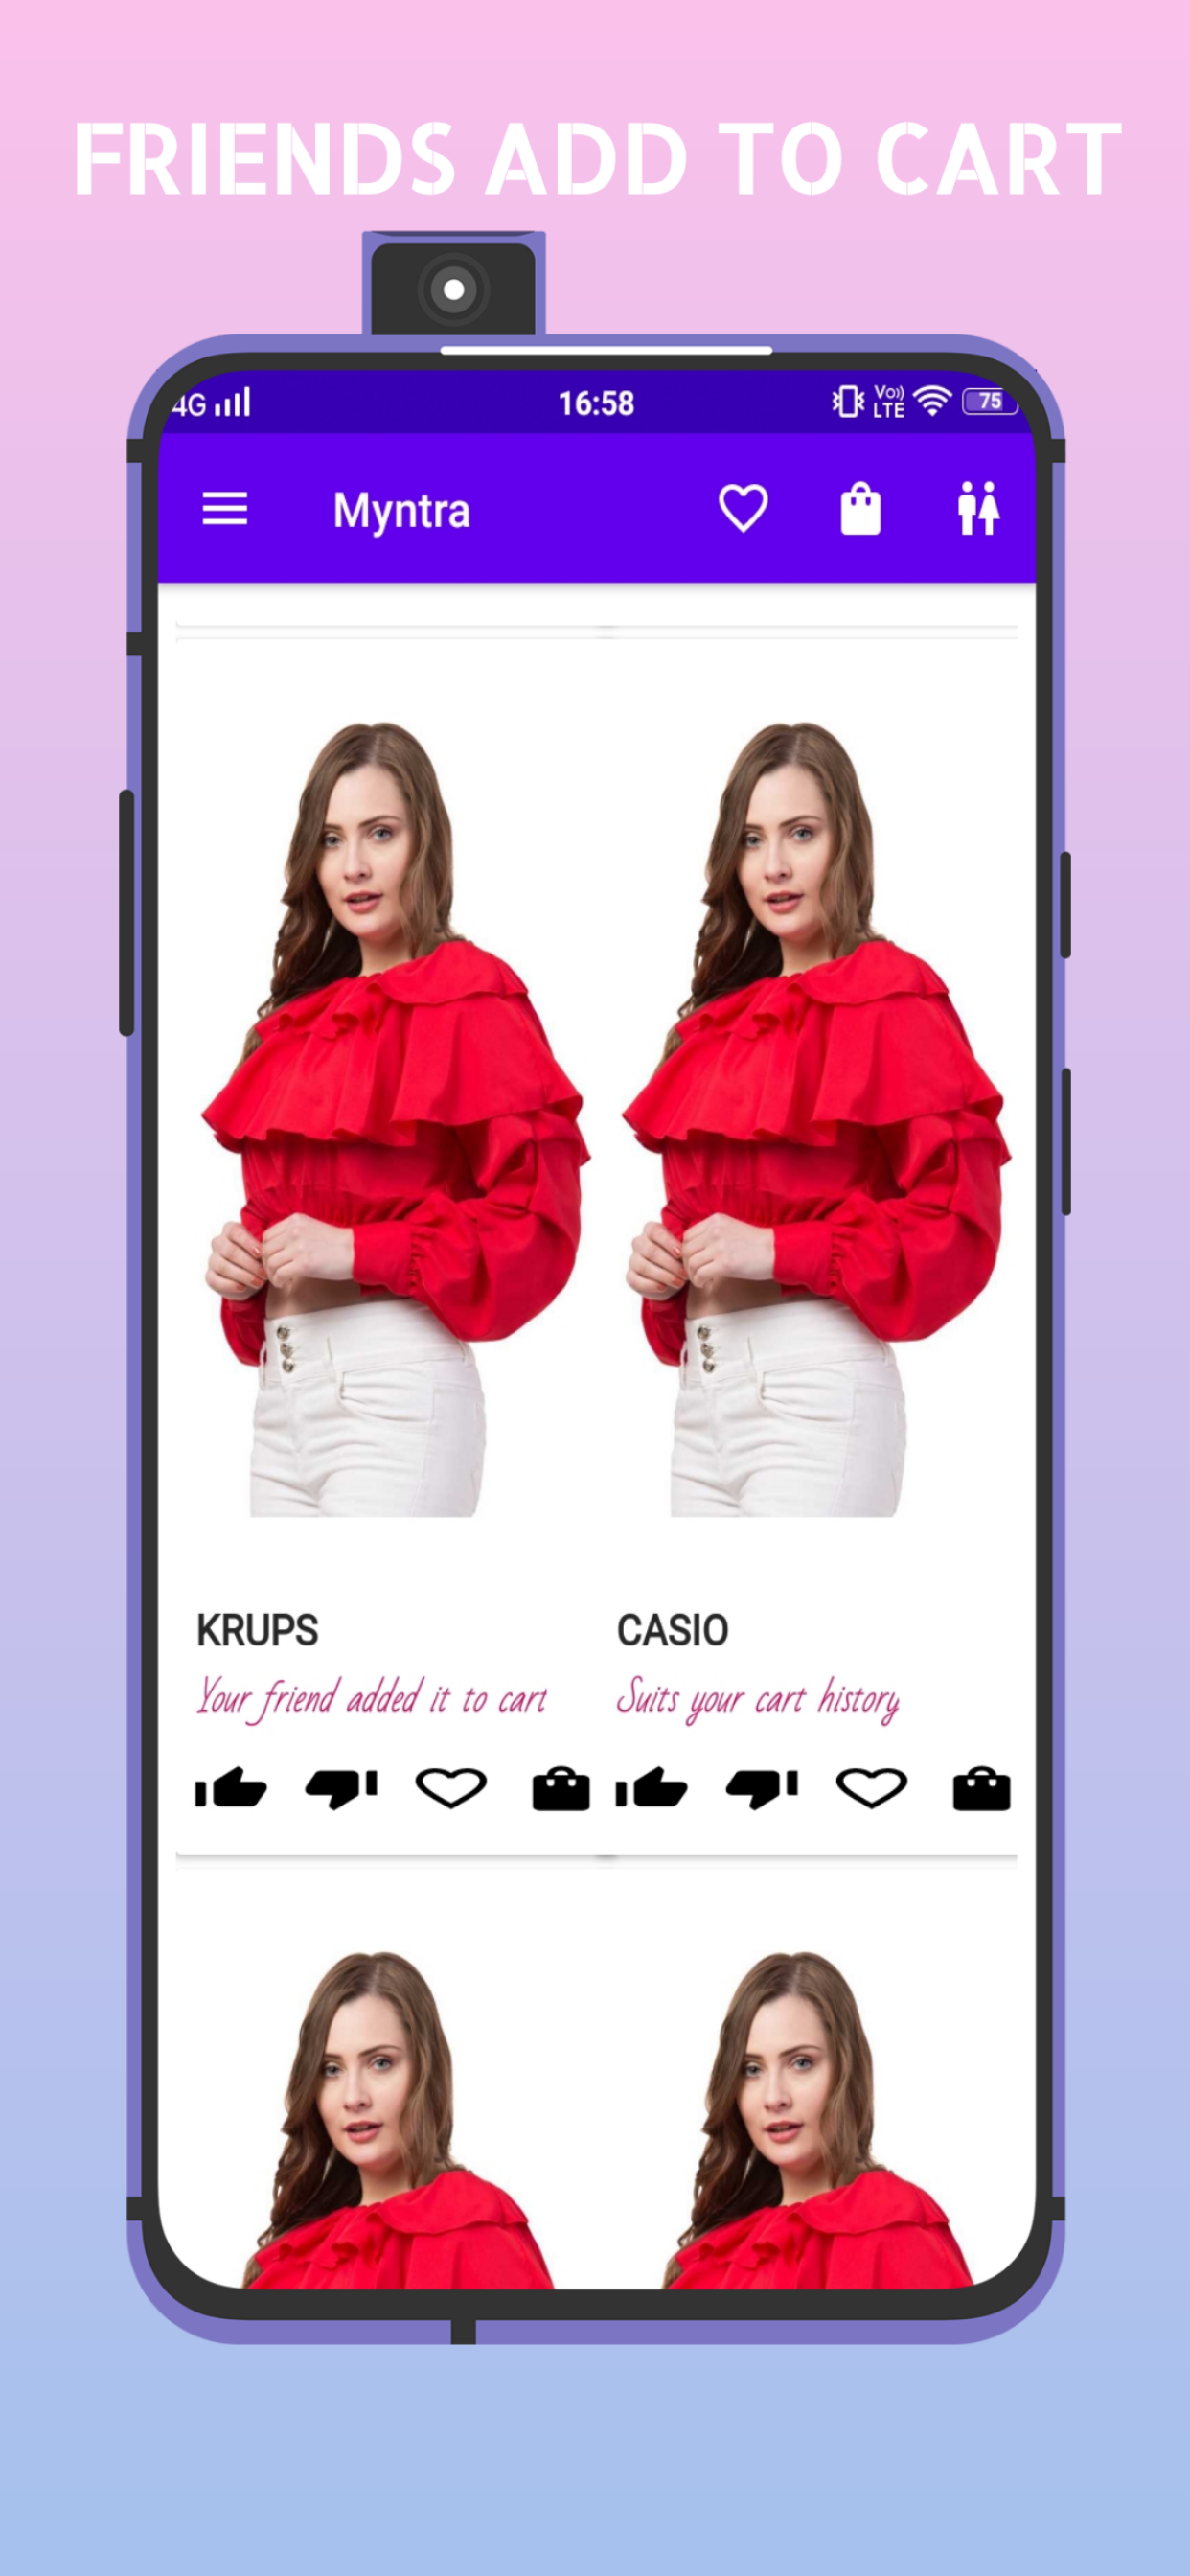 FRIENDS ADD TO CART
4G 16:58 Vo)) LTE 75
Myntra
KRUPS CASIO
Your friend added it to cart Suits your cart history